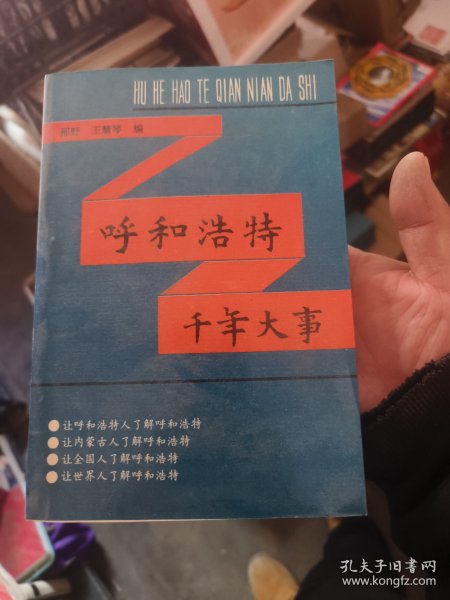 HU HE HAO TE QIAN NIAN DA SHI
邢野 王慧琴 编
呼和浩特
千年大事
●让呼和浩特人了解呼和浩特
●让内蒙古人了解呼和浩特
●让全国人了解呼和浩特
●让世界人了解呼和浩特
孔夫子旧书网
www.kongfz.com